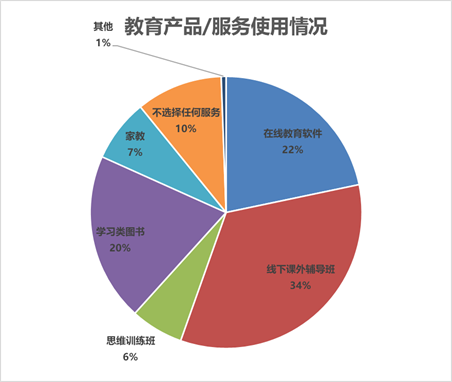 教育产品/服务使用情况
其他
1%
在线教育软件
22%
线下课外辅导班
34%
思维训练班
6%
学习类图书
20%
家教
7%
不选择任何服务
10%